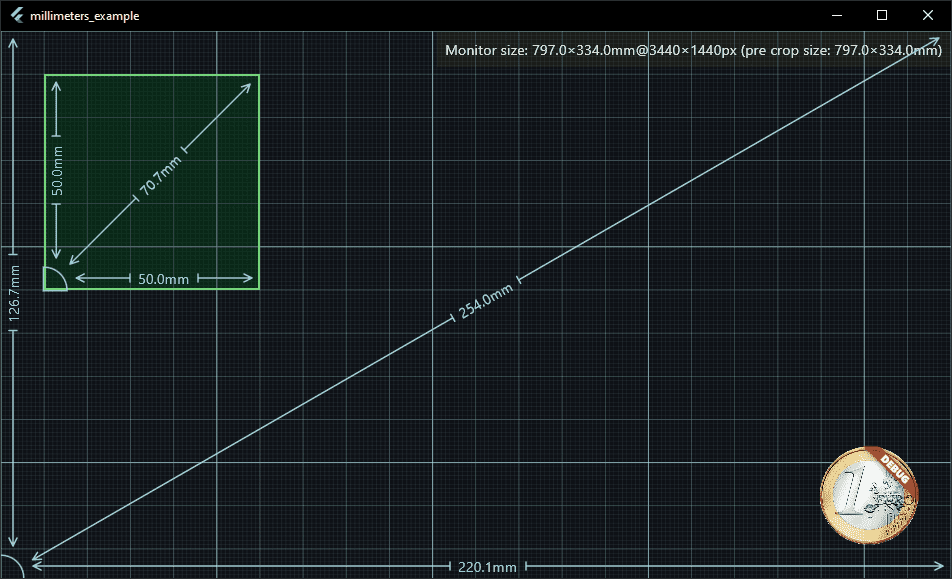 millimeters_example
Monitor size: 797.0×334.0mm@3440×1440px (pre crop size: 797.0×334.0mm)
50.0mm
70.7mm
50.0mm
126.7mm
254.0mm
DEBUG
1
EURO
220.1mm